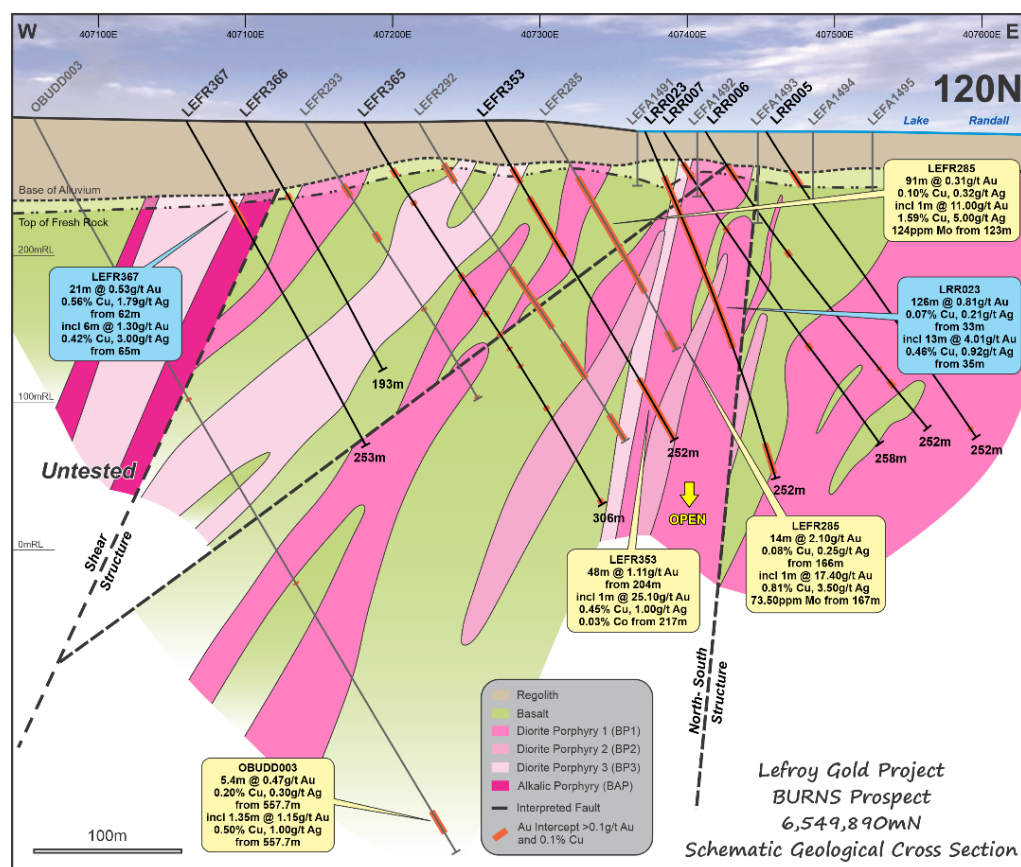 W
407100E
407100E
407200E
407300E
407400E
407500E
407600E
E
OBUDD003
LEFR367
LEFR366
LEFR293
LEFR365
LEFR292
LEFR353
LEFR285
LEFA1491
LRR023
LRR007
LEFA1492
LRR006
LEFA1493
LRR005
LEFA1494
LEFA1495
120N
Lake Randall
Base of Alluvium
Top of Fresh Rock
200mRL
100mRL
0mRL
LEFR285
91m @ 0.31g/t Au
0.10% Cu, 0.32g/t Ag
incl 1m @ 11.00g/t Au
1.59% Cu, 5.00g/t Ag
124ppm Mo from 123m
LEFR367
21m @ 0.53g/t Au
0.56% Cu, 1.79g/t Ag
from 62m
incl 6m @ 1.30g/t Au
0.42% Cu, 3.00g/t Ag
from 65m
LRR023
126m @ 0.81g/t Au
0.07% Cu, 0.21g/t Ag
from 33m
incl 13m @ 4.01g/t Au
0.46% Cu, 0.92g/t Ag
from 35m
193m
253m
306m
252m
252m
258m
252m
252m
Untested
OPEN
Shear
Structure
North- South
Structure
LEFR353
48m @ 1.11g/t Au
from 204m
incl 1m @ 25.10g/t Au
0.45% Cu, 1.00g/t Ag
0.03% Co from 217m
LEFR285
14m @ 2.10g/t Au
0.08% Cu, 0.25g/t Ag
from 166m
incl 1m @ 17.40g/t Au
0.81% Cu, 3.50g/t Ag
73.50ppm Mo from 167m
OBUDD003
5.4m @ 0.47g/t Au
0.20% Cu, 0.30g/t Ag
from 557.7m
incl 1.35m @ 1.15g/t Au
0.50% Cu, 1.00g/t Ag
from 557.7m
Regolith
Basalt
Diorite Porphyry 1 (BP1)
Diorite Porphyry 2 (BP2)
Diorite Porphyry 3 (BP3)
Alkalic Porphyry (BAP)
Interpreted Fault
Au Intercept >0.1g/t Au
and 0.1% Cu
100m
Lefroy Gold Project
BURNS Prospect
6,549,890mN
Schematic Geological Cross Section